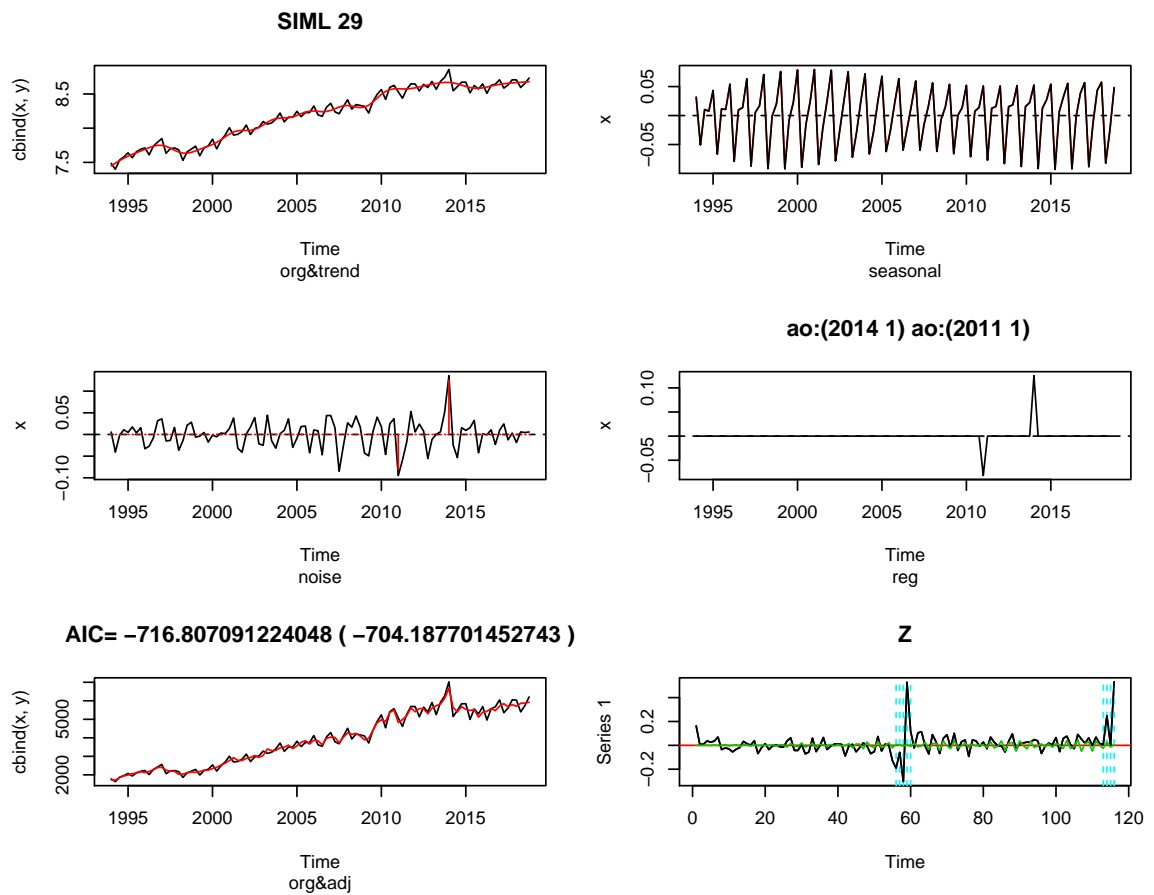 SIML 29
cbind(x, y)
8.5
7.5
1995 2000 2005 2010 2015
Time
org&trend
x
0.05
−0.05
1995 2000 2005 2010 2015
Time
seasonal
x
0.05
−0.10
1995 2000 2005 2010 2015
Time
noise
ao:(2014 1) ao:(2011 1)
x
0.10
−0.05
1995 2000 2005 2010 2015
Time
reg
AIC= −716.807091224048 ( −704.187701452743 )
cbind(x, y)
5000
2000
1995 2000 2005 2010 2015
Time
org&adj
Z
Series 1
0.2
−0.2
0 20 40 60 80 100 120
Time